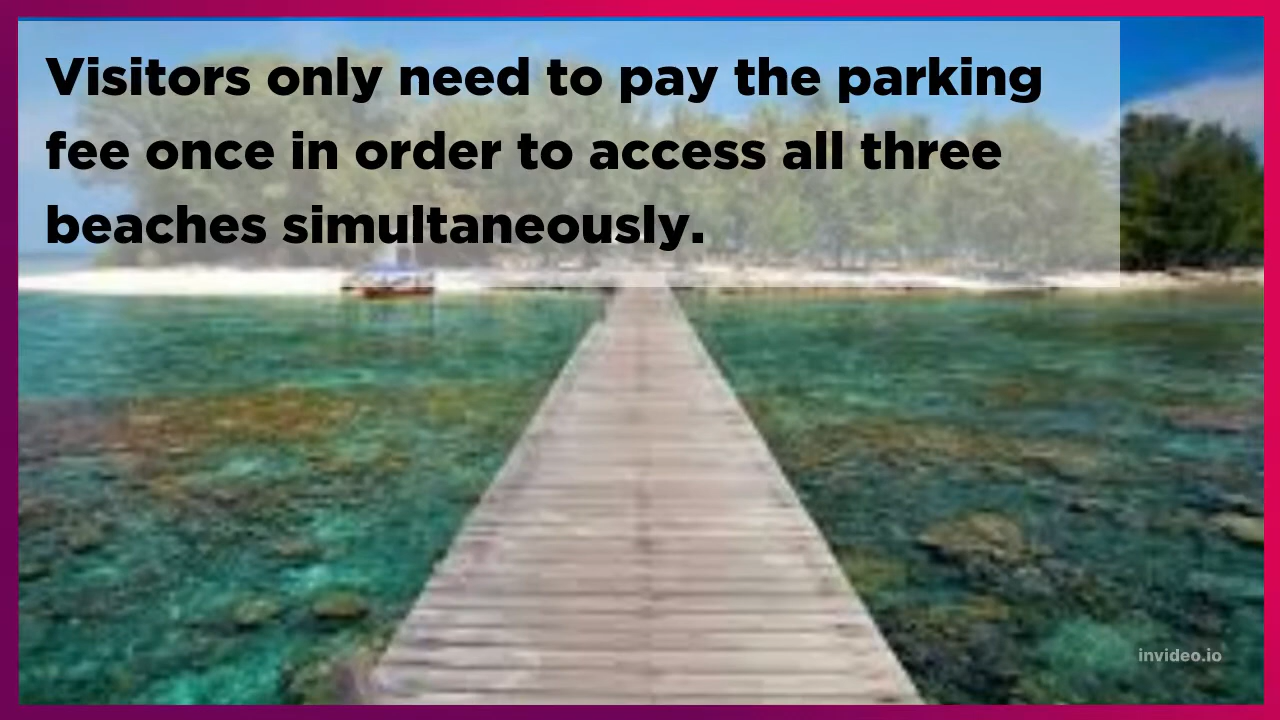 Visitors only need to pay the parking
fee once in order to access all three
beaches simultaneously.
invideo.io